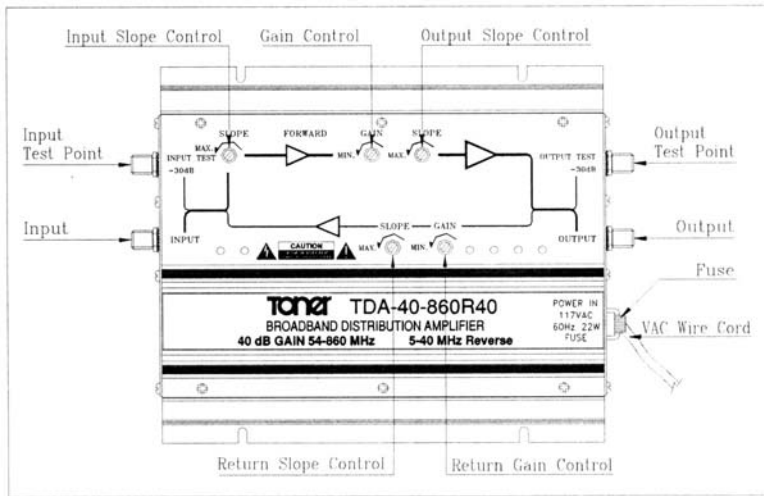 Input Slope Control
Gain Control
Output Slope Control
Input
Test Point
Output
Test Point
SLOPE
FORWARD
GAIN
SLOPE
MAX.
MIN.
MAX.
INPUT TEST
-30dB
OUTPUT TEST
-30dB
Input
Output
SLOPE
GAIN
MAX.
MIN.
INPUT
OUTPUT
CAUTION
Fuse
VAC Wire Cord
Toner TDA-40-860R40
BROADBAND DISTRIBUTION AMPLIFIER
40 dB GAIN 54-860 MHz 5-40 MHz Reverse
POWER IN
117VAC
60Hz 22W
FUSE
Return Slope Control
Return Gain Control